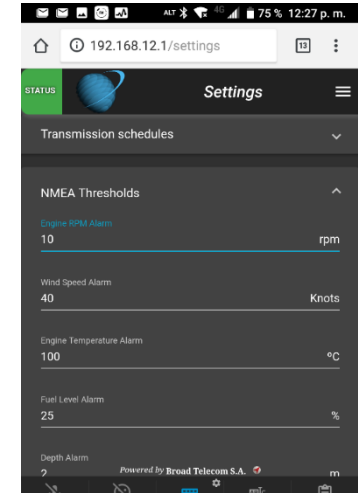 ALT 4G 75 % 12:27 p. m.
192.168.12.1/settings 13
STATUS Settings
Transmission schedules
NMEA Thresholds
Engine RPM Alarm
10 rpm
Wind Speed Alarm
40 Knots
Engine Temperature Alarm
100 ºC
Fuel Level Alarm
25 %
Depth Alarm
2 m
Powered by Broad Telecom S.A.